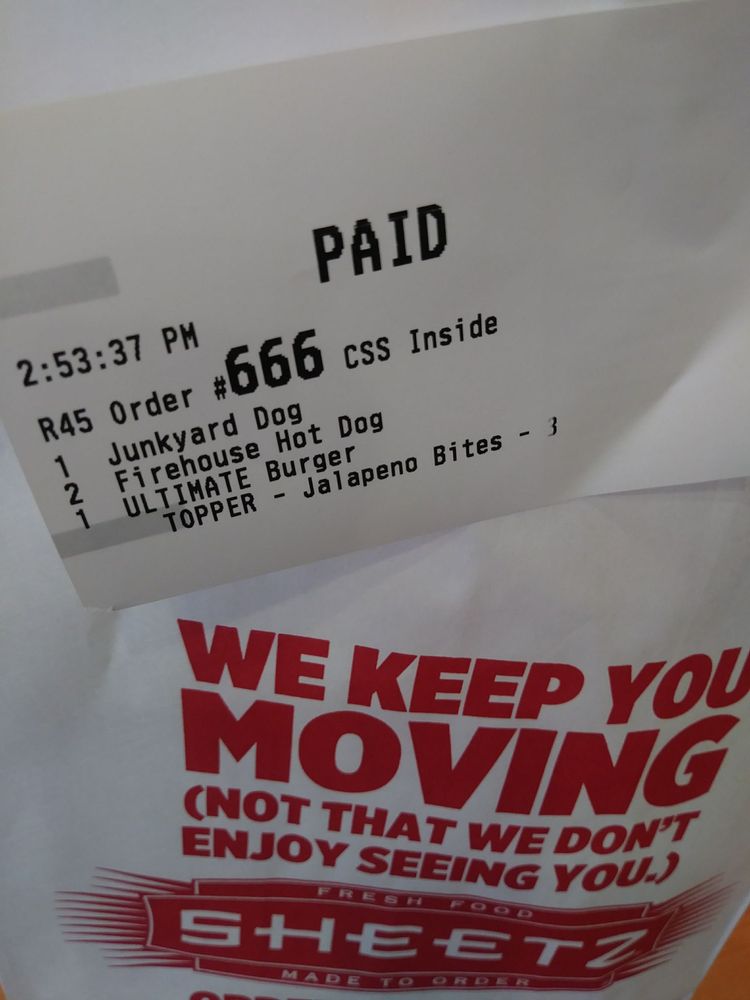 PAID
2:53:37 PM
R45 Order #666 CSS Inside
1 Junkyard Dog
2 Firehouse Hot Dog
1 ULTIMATE Burger
TOPPER - Jalapeno Bites - 3
WE KEEP YOU
MOVING
(NOT THAT WE DON'T
ENJOY SEEING YOU.)
FRESH FOOD
SHEETZ
MADE TO ORDER